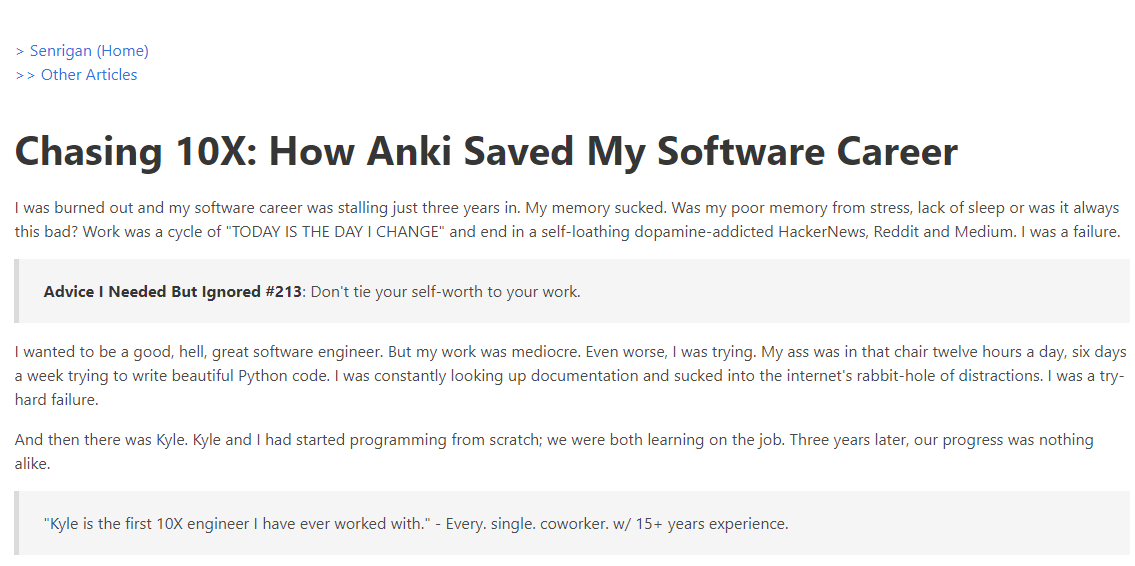 > Senrigan (Home)
>> Other Articles
Chasing 10X: How Anki Saved My Software Career
I was burned out and my software career was stalling just three years in. My memory sucked. Was my poor memory from stress, lack of sleep or was it always
this bad? Work was a cycle of "TODAY IS THE DAY I CHANGE" and end in a self-loathing dopamine-addicted HackerNews, Reddit and Medium. I was a failure.
Advice I Needed But Ignored #213: Don't tie your self-worth to your work.
I wanted to be a good, hell, great software engineer. But my work was mediocre. Even worse, I was trying. My ass was in that chair twelve hours a day, six days
a week trying to write beautiful Python code. I was constantly looking up documentation and sucked into the internet's rabbit-hole of distractions. I was a try-
hard failure.
And then there was Kyle. Kyle and I had started programming from scratch; we were both learning on the job. Three years later, our progress was nothing
alike.
"Kyle is the first 10X engineer I have ever worked with." - Every. single. coworker. w/ 15+ years experience.